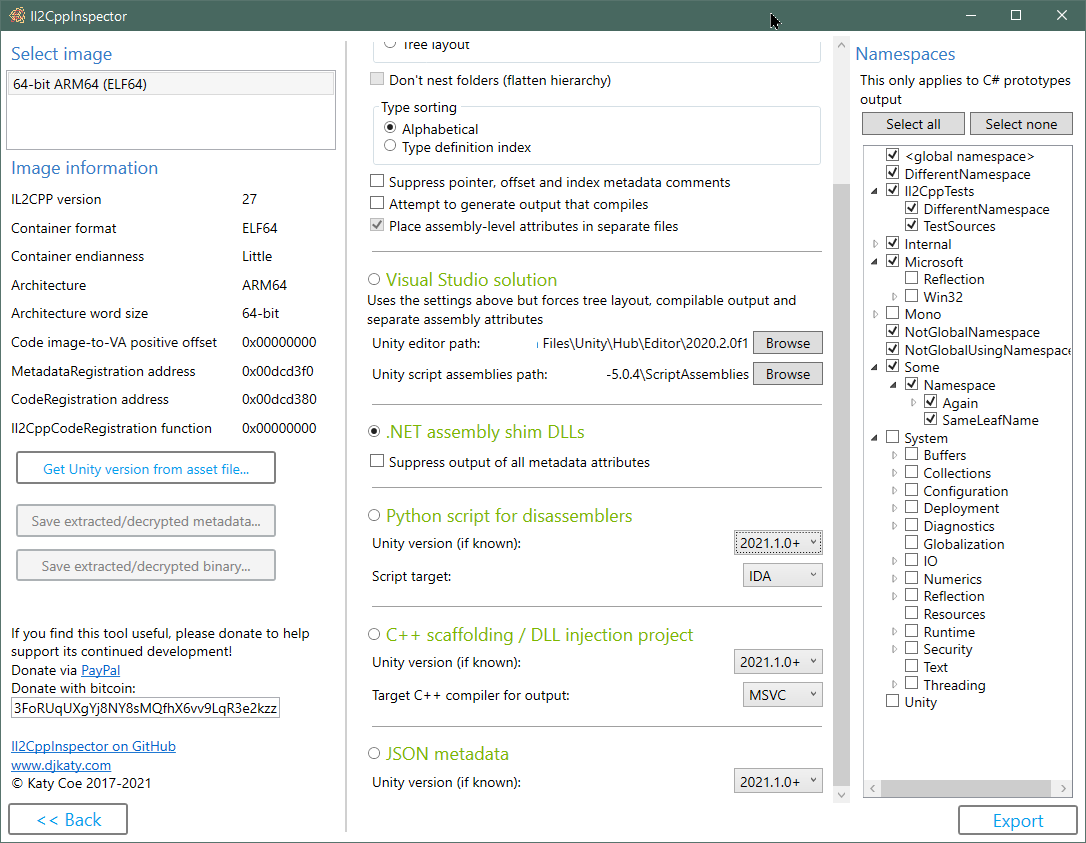 Il2CppInspector
Select image
64-bit ARM64 (ELF64)
Image information
IL2CPP version 27
Container format ELF64
Container endianness Little
Architecture ARM64
Architecture word size 64-bit
Code image-to-VA positive offset 0x00000000
MetadataRegistration address 0x00dcd3f0
CodeRegistration address 0x00dcd380
Il2CppCodeRegistration function 0x00000000
Get Unity version from asset file...
Save extracted/decrypted metadata...
Save extracted/decrypted binary...
If you find this tool useful, please donate to help
support its continued development!
Donate via PayPal
Donate with bitcoin:
3FoRUqUXgYj8NY8sMQfhX6vv9LqR3e2kzz
Il2CppInspector on GitHub
www.djkaty.com
© Katy Coe 2017-2021
<< Back
Tree layout
Don't nest folders (flatten hierarchy)
Type sorting
Alphabetical
Type definition index
Suppress pointer, offset and index metadata comments
Attempt to generate output that compiles
Place assembly-level attributes in separate files
Visual Studio solution
Uses the settings above but forces tree layout, compilable output and
separate assembly attributes
Unity editor path: Files\Unity\Hub\Editor\2020.2.0f1 Browse
Unity script assemblies path: -5.0.4\ScriptAssemblies Browse
.NET assembly shim DLLs
Suppress output of all metadata attributes
Python script for disassemblers
Unity version (if known): 2021.1.0+
Script target: IDA
C++ scaffolding / DLL injection project
Unity version (if known): 2021.1.0+
Target C++ compiler for output: MSVC
JSON metadata
Unity version (if known): 2021.1.0+
Namespaces
This only applies to C# prototypes
output
Select all Select none
<global namespace>
DifferentNamespace
Il2CppTests
DifferentNamespace
TestSources
Internal
Microsoft
Reflection
Win32
Mono
NotGlobalNamespace
NotGlobalUsingNamespace
Some
Namespace
Again
SameLeafName
System
Buffers
Collections
Configuration
Deployment
Diagnostics
Globalization
IO
Numerics
Reflection
Resources
Runtime
Security
Text
Threading
Unity
Export